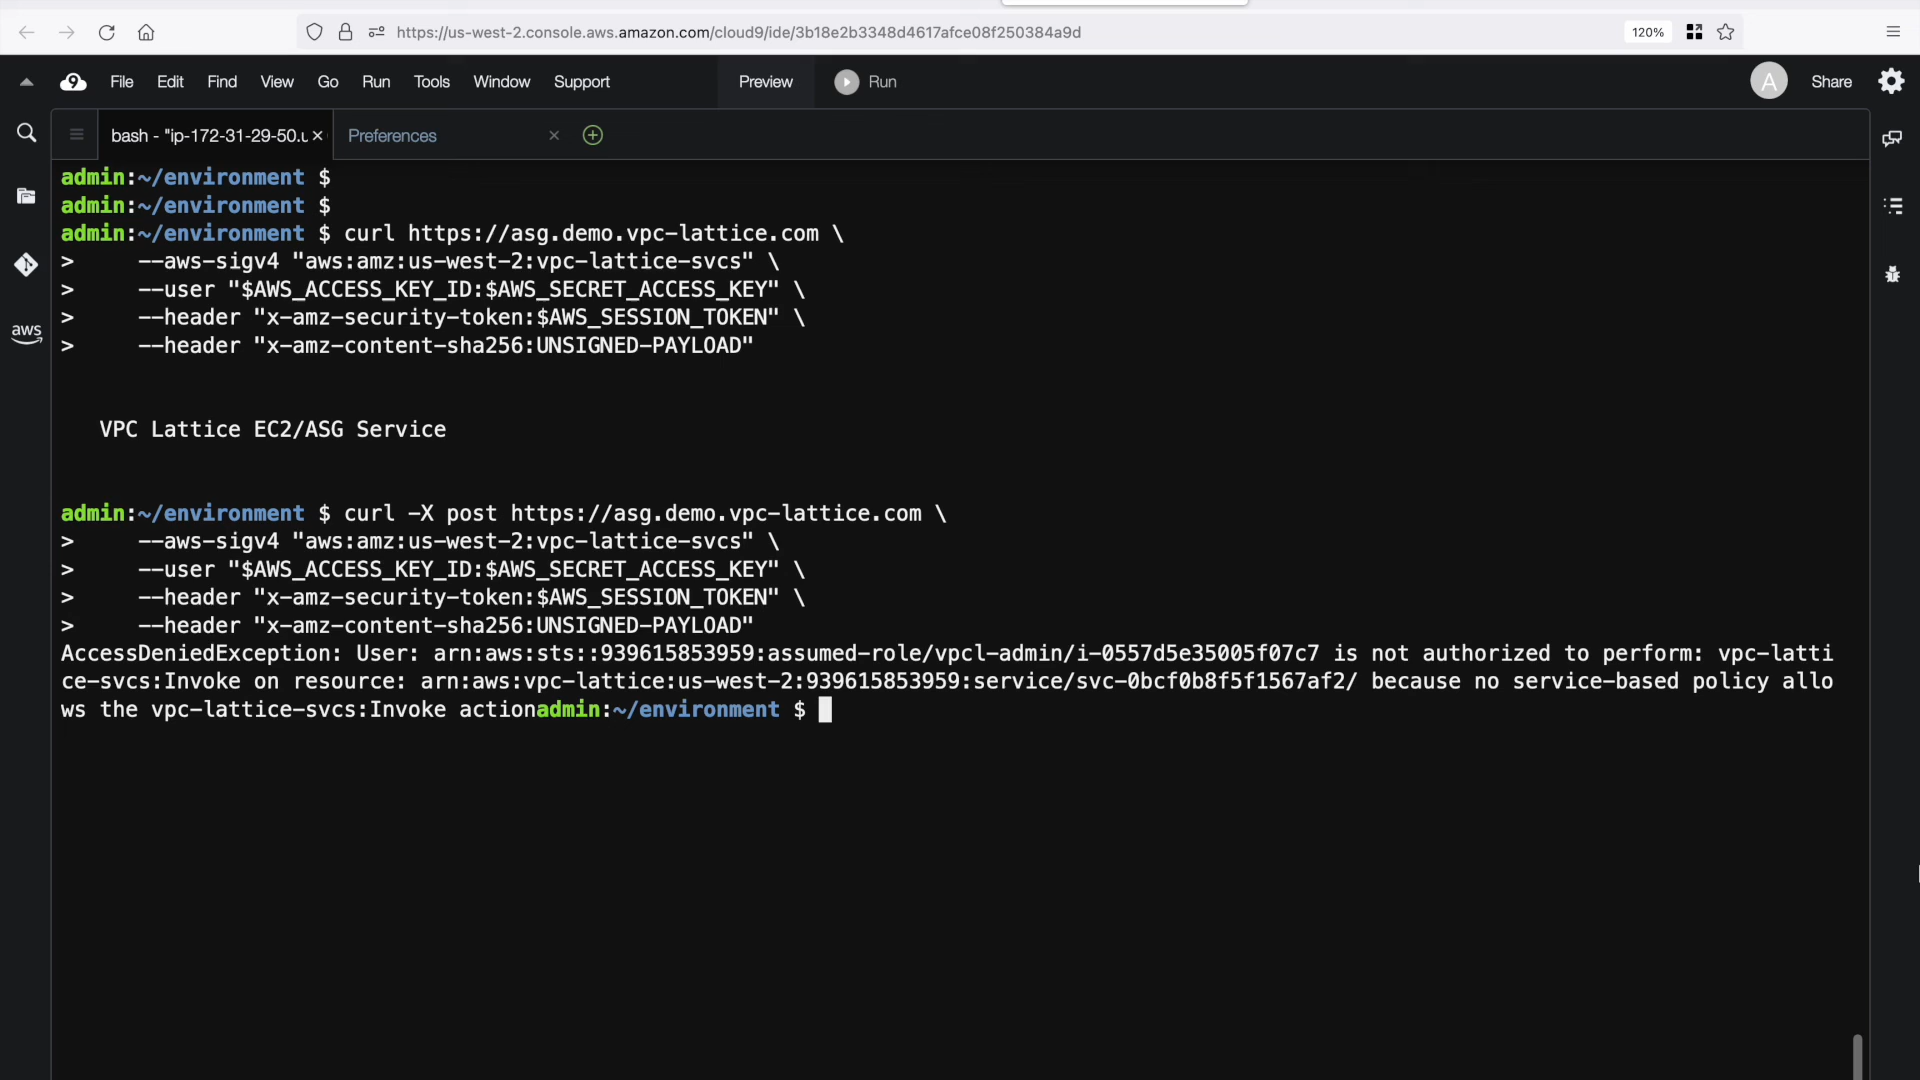 https://us-west-2.console.aws.amazon.com/cloud9/ide/3b18e2b3348d4617afce08f250384a9d
120%
9 File Edit Find View Go Run Tools Window Support Preview Run A Share
bash - "ip-172-31-29-50.u Preferences
aws
admin:~/environment $
admin:~/environment $
admin:~/environment $ curl https://asg.demo.vpc-lattice.com \
> --aws-sigv4 "aws:amz:us-west-2:vpc-lattice-svcs" \
> --user "$AWS_ACCESS_KEY_ID:$AWS_SECRET_ACCESS_KEY" \
> --header "x-amz-security-token:$AWS_SESSION_TOKEN" \
> --header "x-amz-content-sha256:UNSIGNED-PAYLOAD"
VPC Lattice EC2/ASG Service
admin:~/environment $ curl -X post https://asg.demo.vpc-lattice.com \
> --aws-sigv4 "aws:amz:us-west-2:vpc-lattice-svcs" \
> --user "$AWS_ACCESS_KEY_ID:$AWS_SECRET_ACCESS_KEY" \
> --header "x-amz-security-token:$AWS_SESSION_TOKEN" \
> --header "x-amz-content-sha256:UNSIGNED-PAYLOAD"
AccessDeniedException: User: arn:aws:sts::939615853959:assumed-role/vpcl-admin/i-0557d5e35005f07c7 is not authorized to perform: vpc-latti
ce-svcs:Invoke on resource: arn:aws:vpc-lattice:us-west-2:939615853959:service/svc-0bcf0b8f5f1567af2/ because no service-based policy allo
ws the vpc-lattice-svcs:Invoke actionadmin:~/environment $